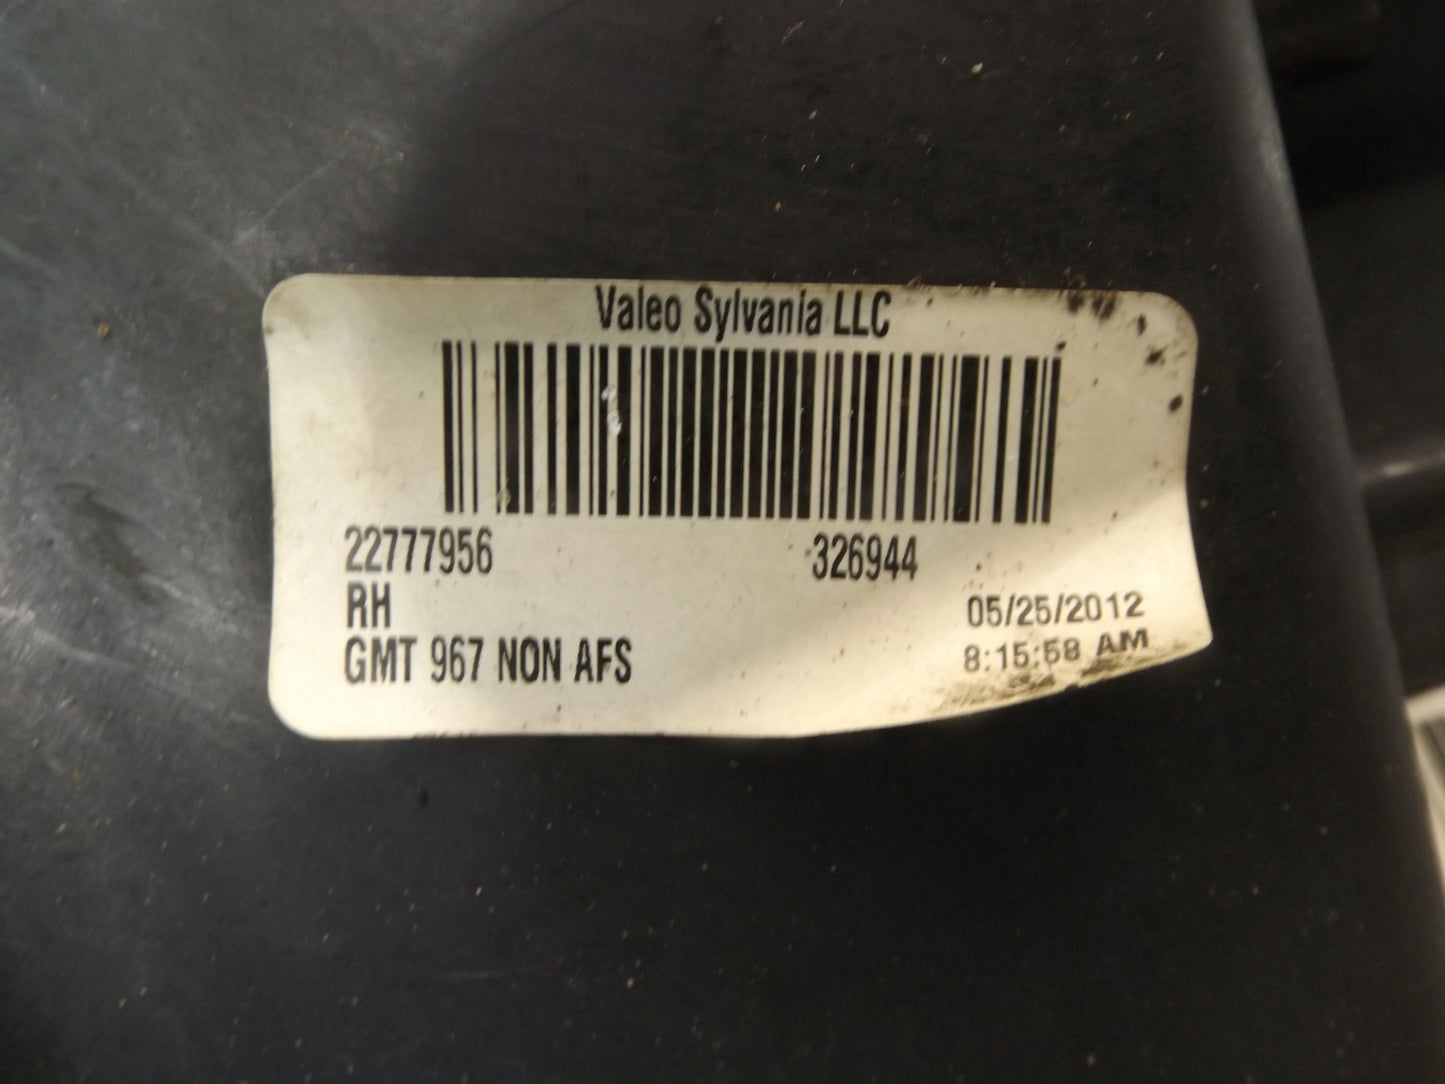 Valeo Sylvania LLC
22777956 326944
RH
05/25/2012
GMT 967 NON AFS
8:15:58 AM